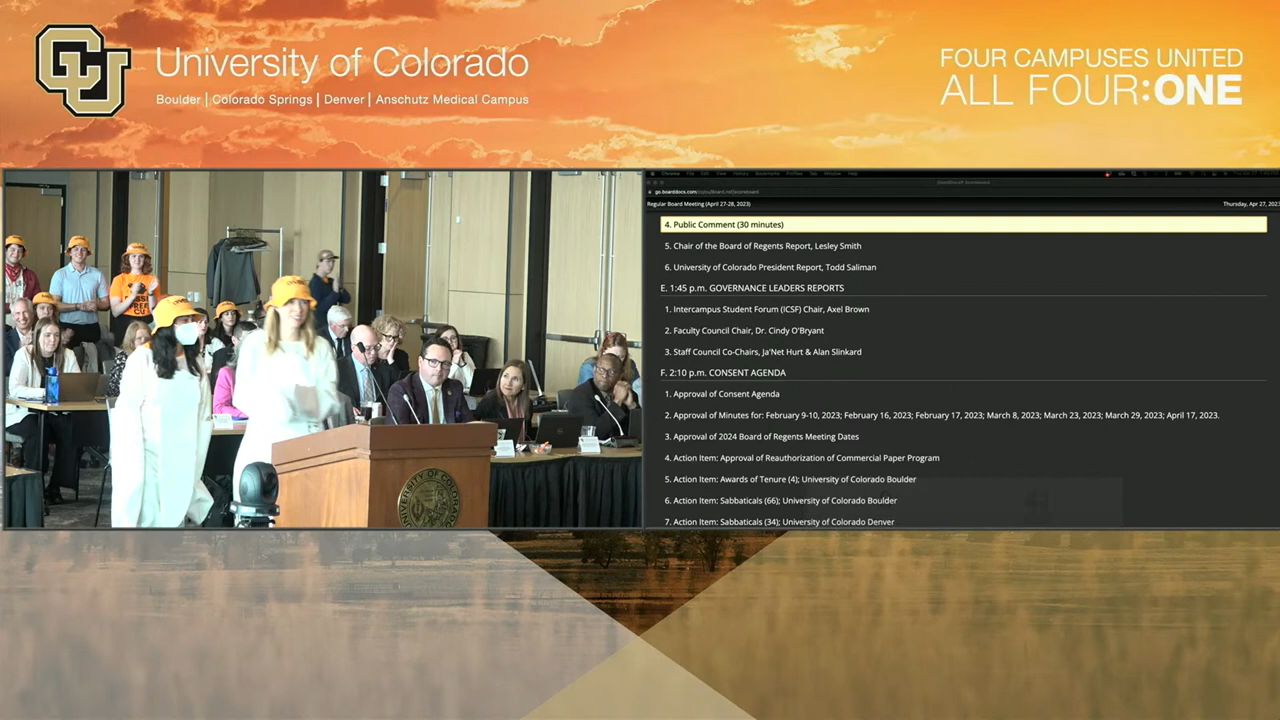 CU
University of Colorado
Boulder | Colorado Springs | Denver | Anschutz Medical Campus
FOUR CAMPUSES UNITED
ALL FOUR:ONE
Regular Board Meeting (April 27-28, 2023)
Thursday, Apr 27, 2023
4. Public Comment (30 minutes)
5. Chair of the Board of Regents Report, Lesley Smith
6. University of Colorado President Report, Todd Saliman
E. 1:45 p.m. GOVERNANCE LEADERS REPORTS
1. Intercampus Student Forum (ICSF) Chair, Axel Brown
2. Faculty Council Chair, Dr. Cindy O'Bryant
3. Staff Council Co-Chairs, Ja'Net Hurt & Alan Slinkard
F. 2:10 p.m. CONSENT AGENDA
1. Approval of Consent Agenda
2. Approval of Minutes for: February 9-10, 2023; February 16, 2023; February 17, 2023; March 8, 2023; March 23, 2023; March 29, 2023; April 17, 2023.
3. Approval of 2024 Board of Regents Meeting Dates
4. Action Item: Approval of Reauthorization of Commercial Paper Program
5. Action Item: Awards of Tenure (4); University of Colorado Boulder
6. Action Item: Sabbaticals (66); University of Colorado Boulder
7. Action Item: Sabbaticals (34); University of Colorado Denver